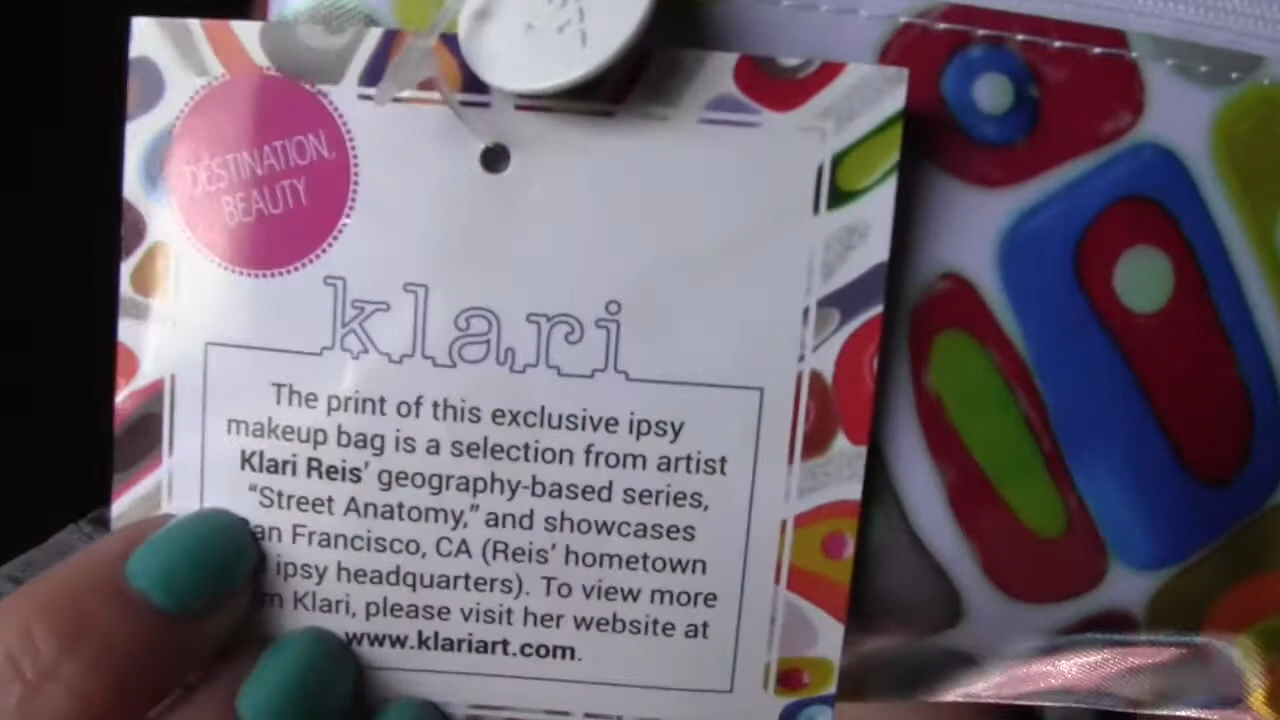 DESTINATION,
BEAUTY
klari
The print of this exclusive ipsy
makeup bag is a selection from artist
Klari Reis' geography-based series,
"Street Anatomy," and showcases
an Francisco, CA (Reis' hometown
ipsy headquarters). To view more
m Klari, please visit her website at
www.klariart.com.